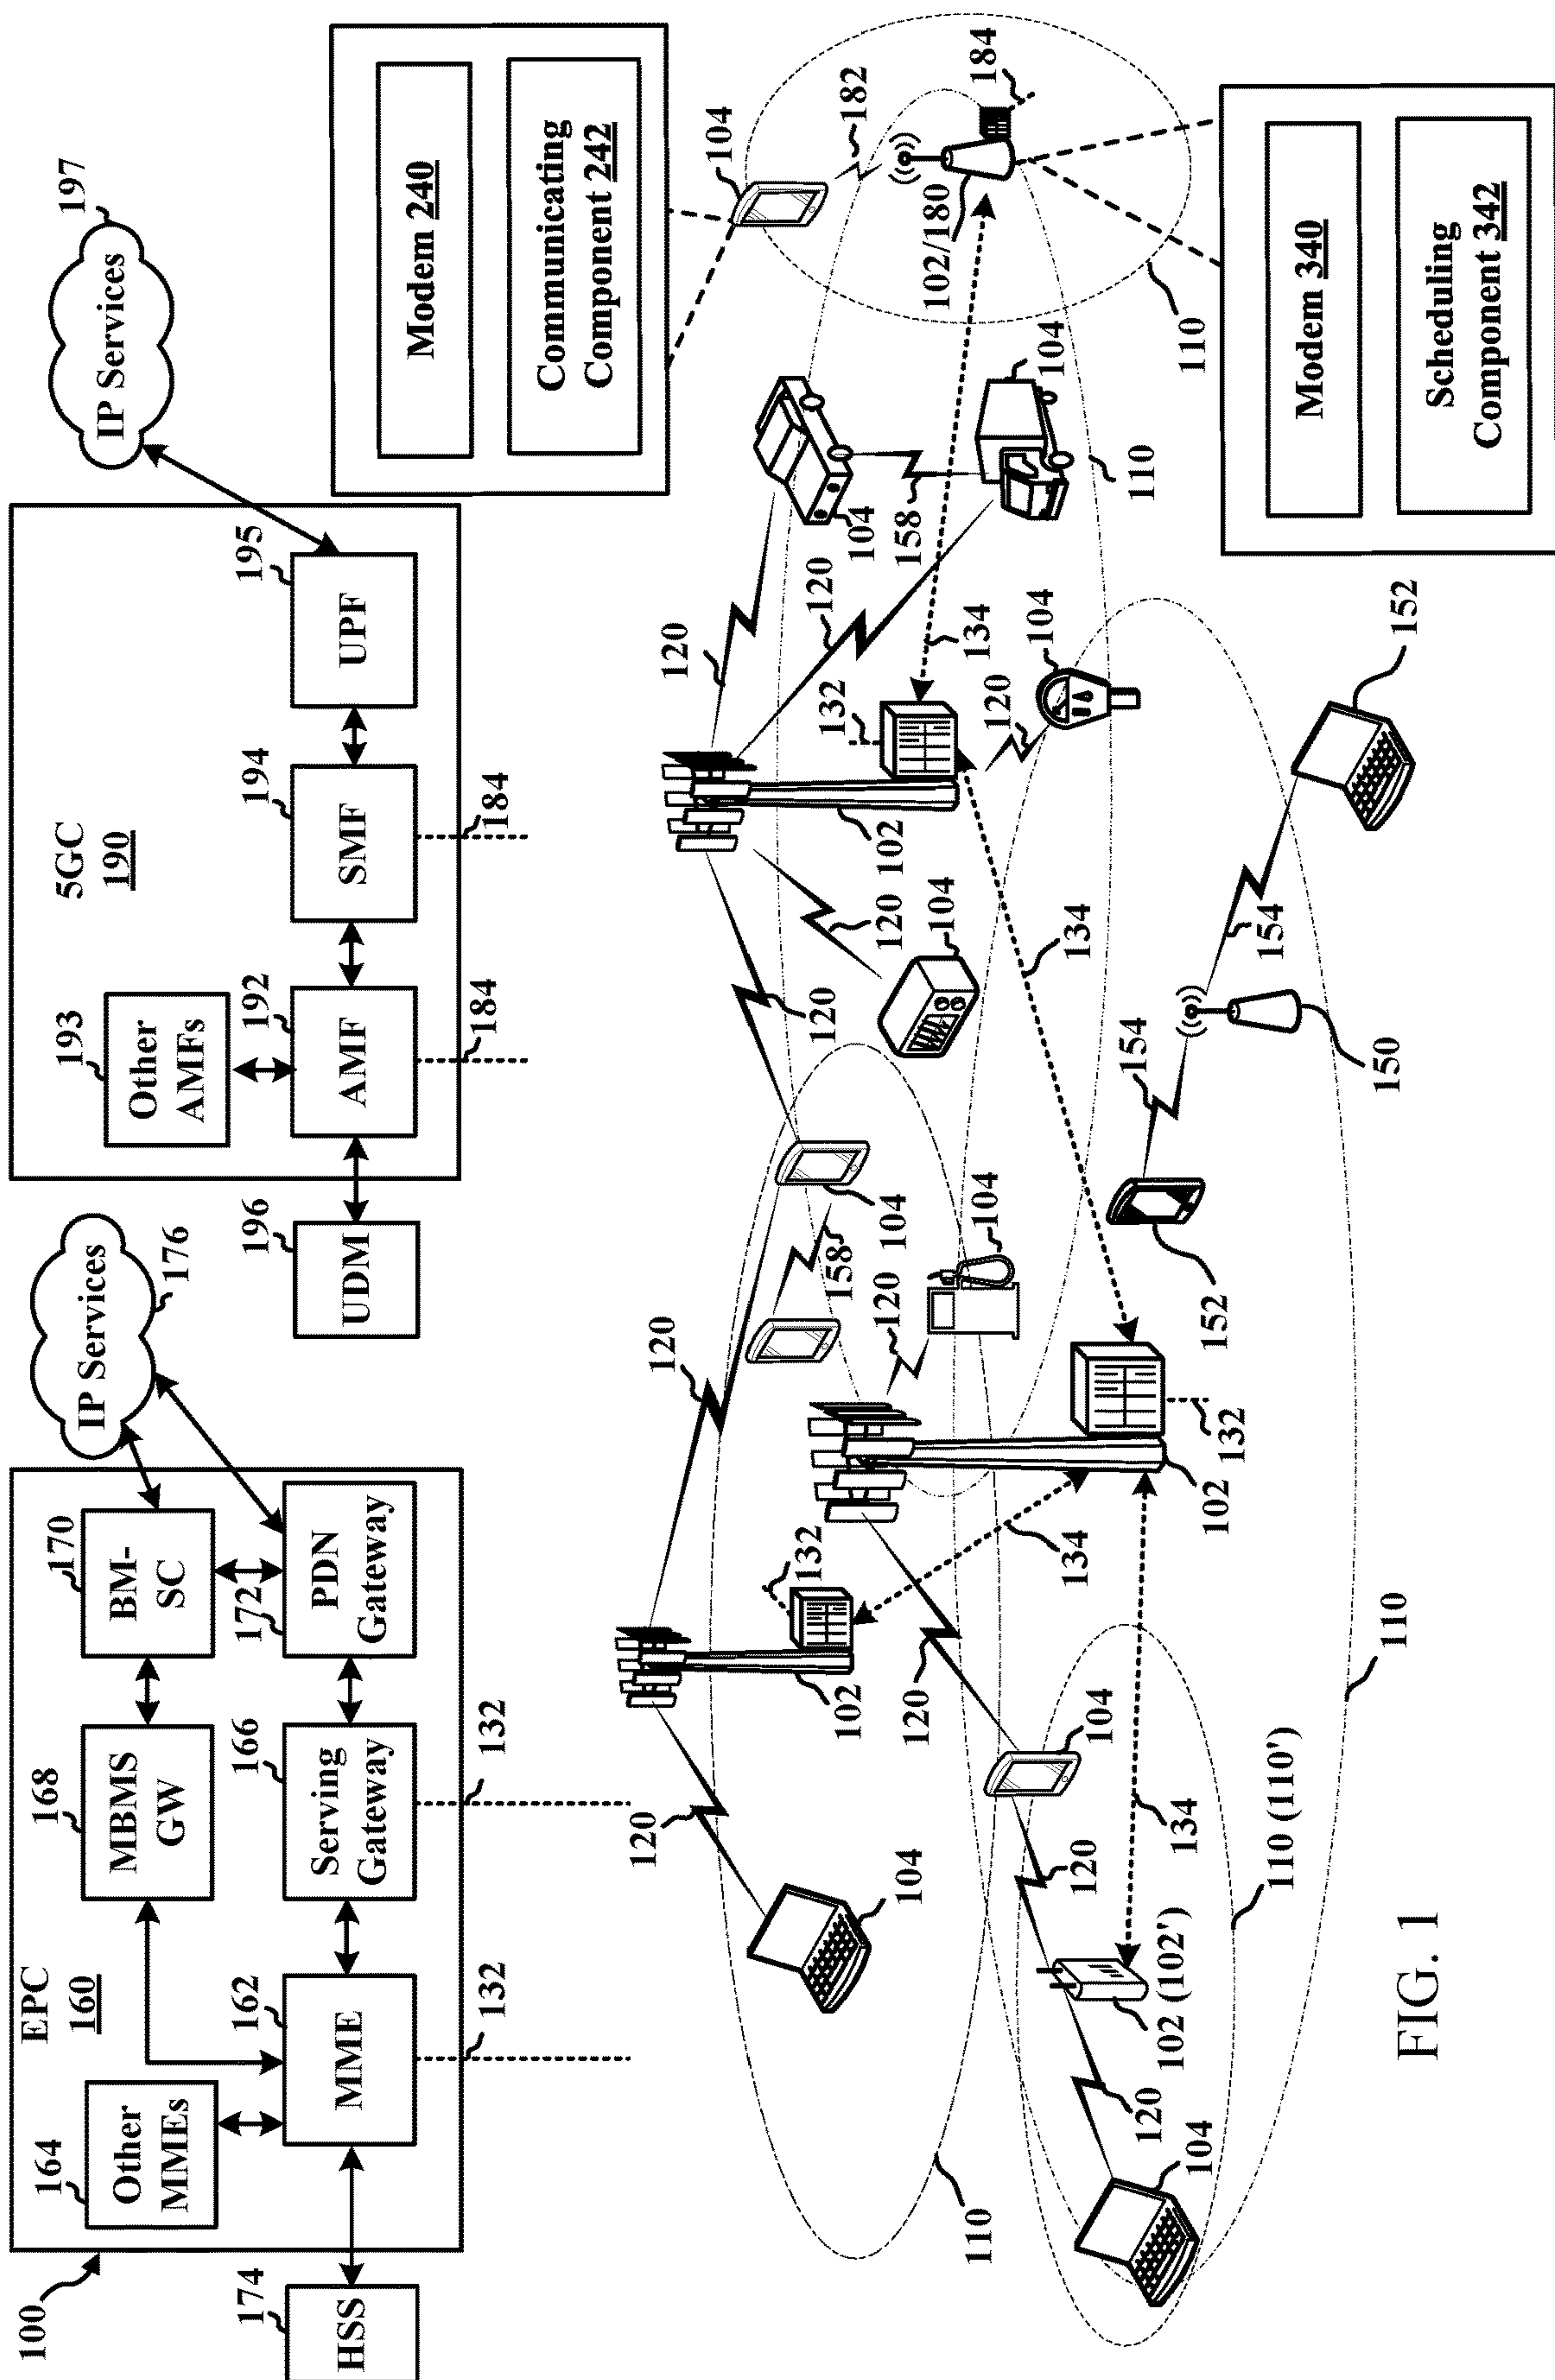 100
EPC
160
174
HSS
164
Other
MMEs
162
MME
168
MBMS
GW
166
Serving
Gateway
170
BM-
SC
172
PDN
Gateway
132
132
IP Services
176
5GC
190
196
UDM
193
Other
AMFs
192
AMF
194
SMF
195
UPF
184
184
IP Services
197
Modem 240
Communicating
Component 242
104
182
184
102/180
110
Modem 340
Scheduling
Component 342
120
104
158
104
120
110
132
134
120
104
102
120
104
120
134
104
158
120
104
120
102
132
134
120
104
110
120
102
132
134
120
104
120
102 (102')
134
110 (110')
120
104
110
152
154
150
154
152
FIG. 1